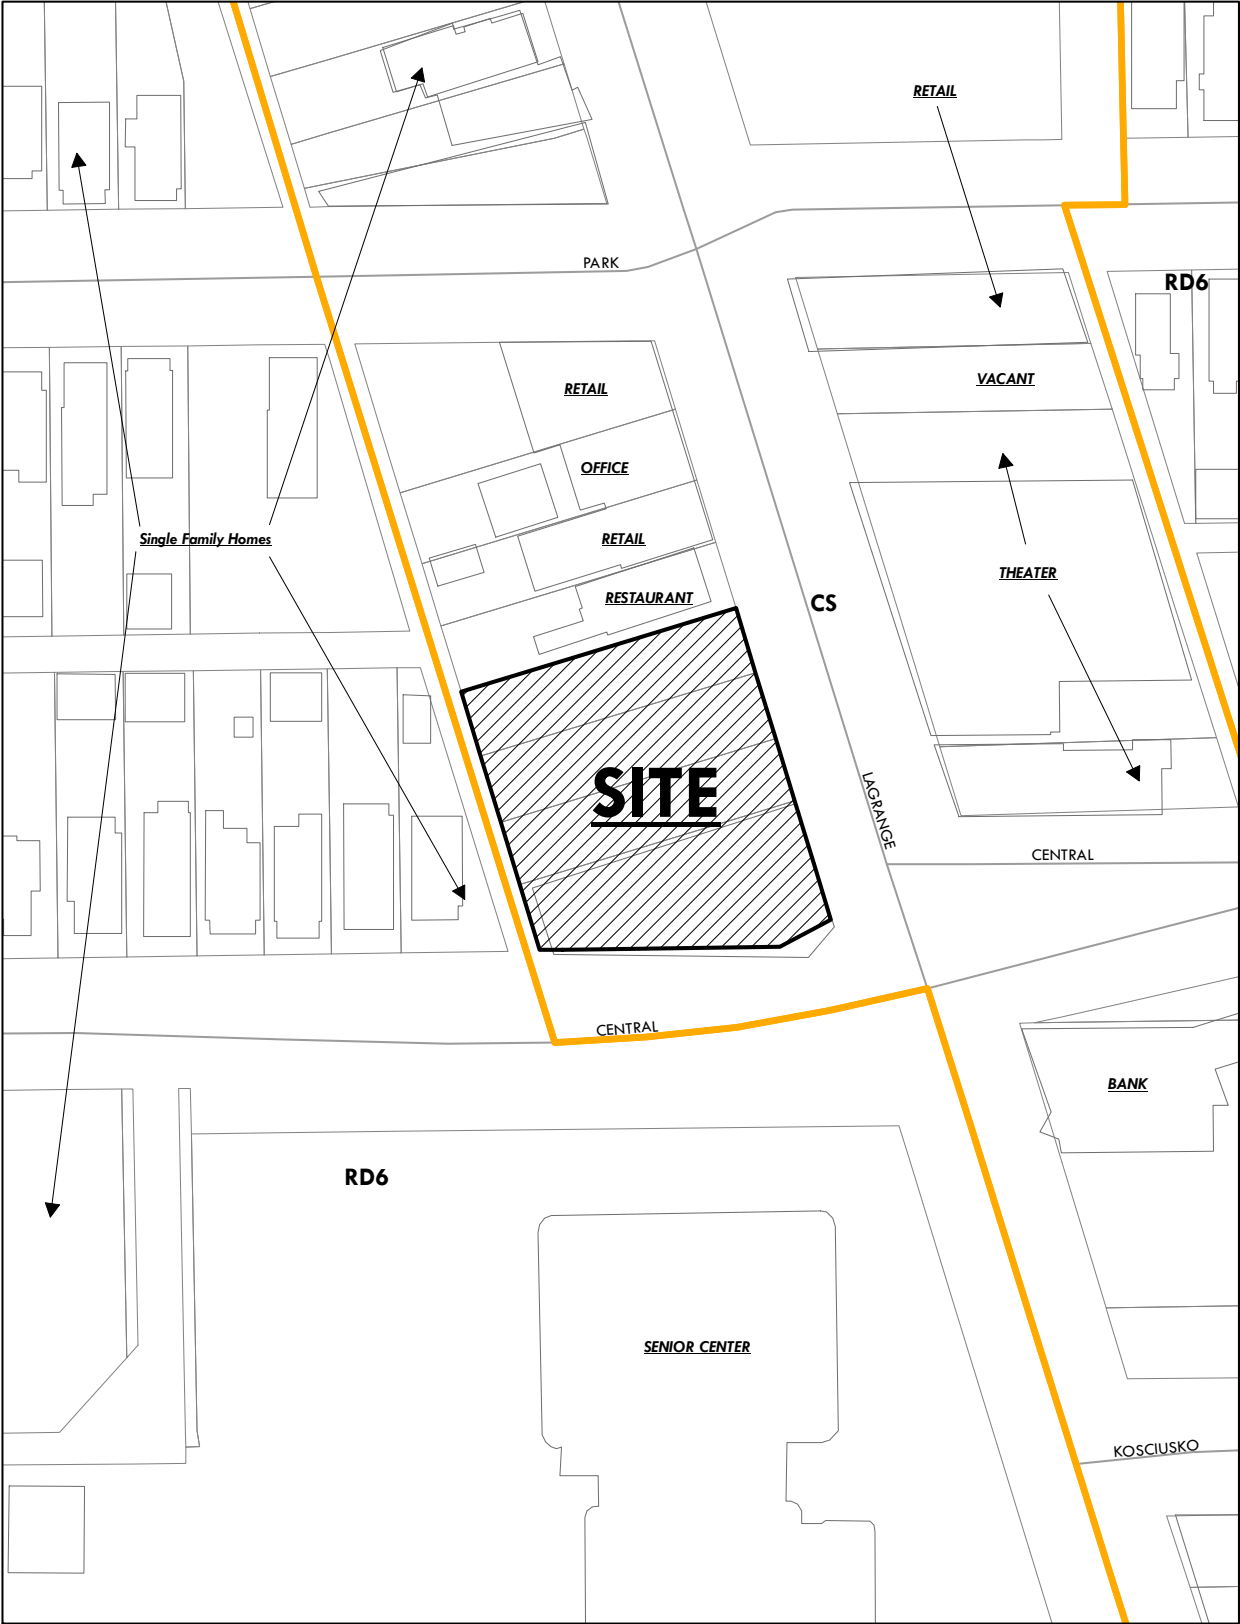 RETAIL
PARK
RD6
VACANT
RETAIL
OFFICE
RETAIL
Single Family Homes
THEATER
RESTAURANT
CS
SITE
LAGRANGE
CENTRAL
CENTRAL
BANK
RD6
SENIOR CENTER
KOSCIUSKO